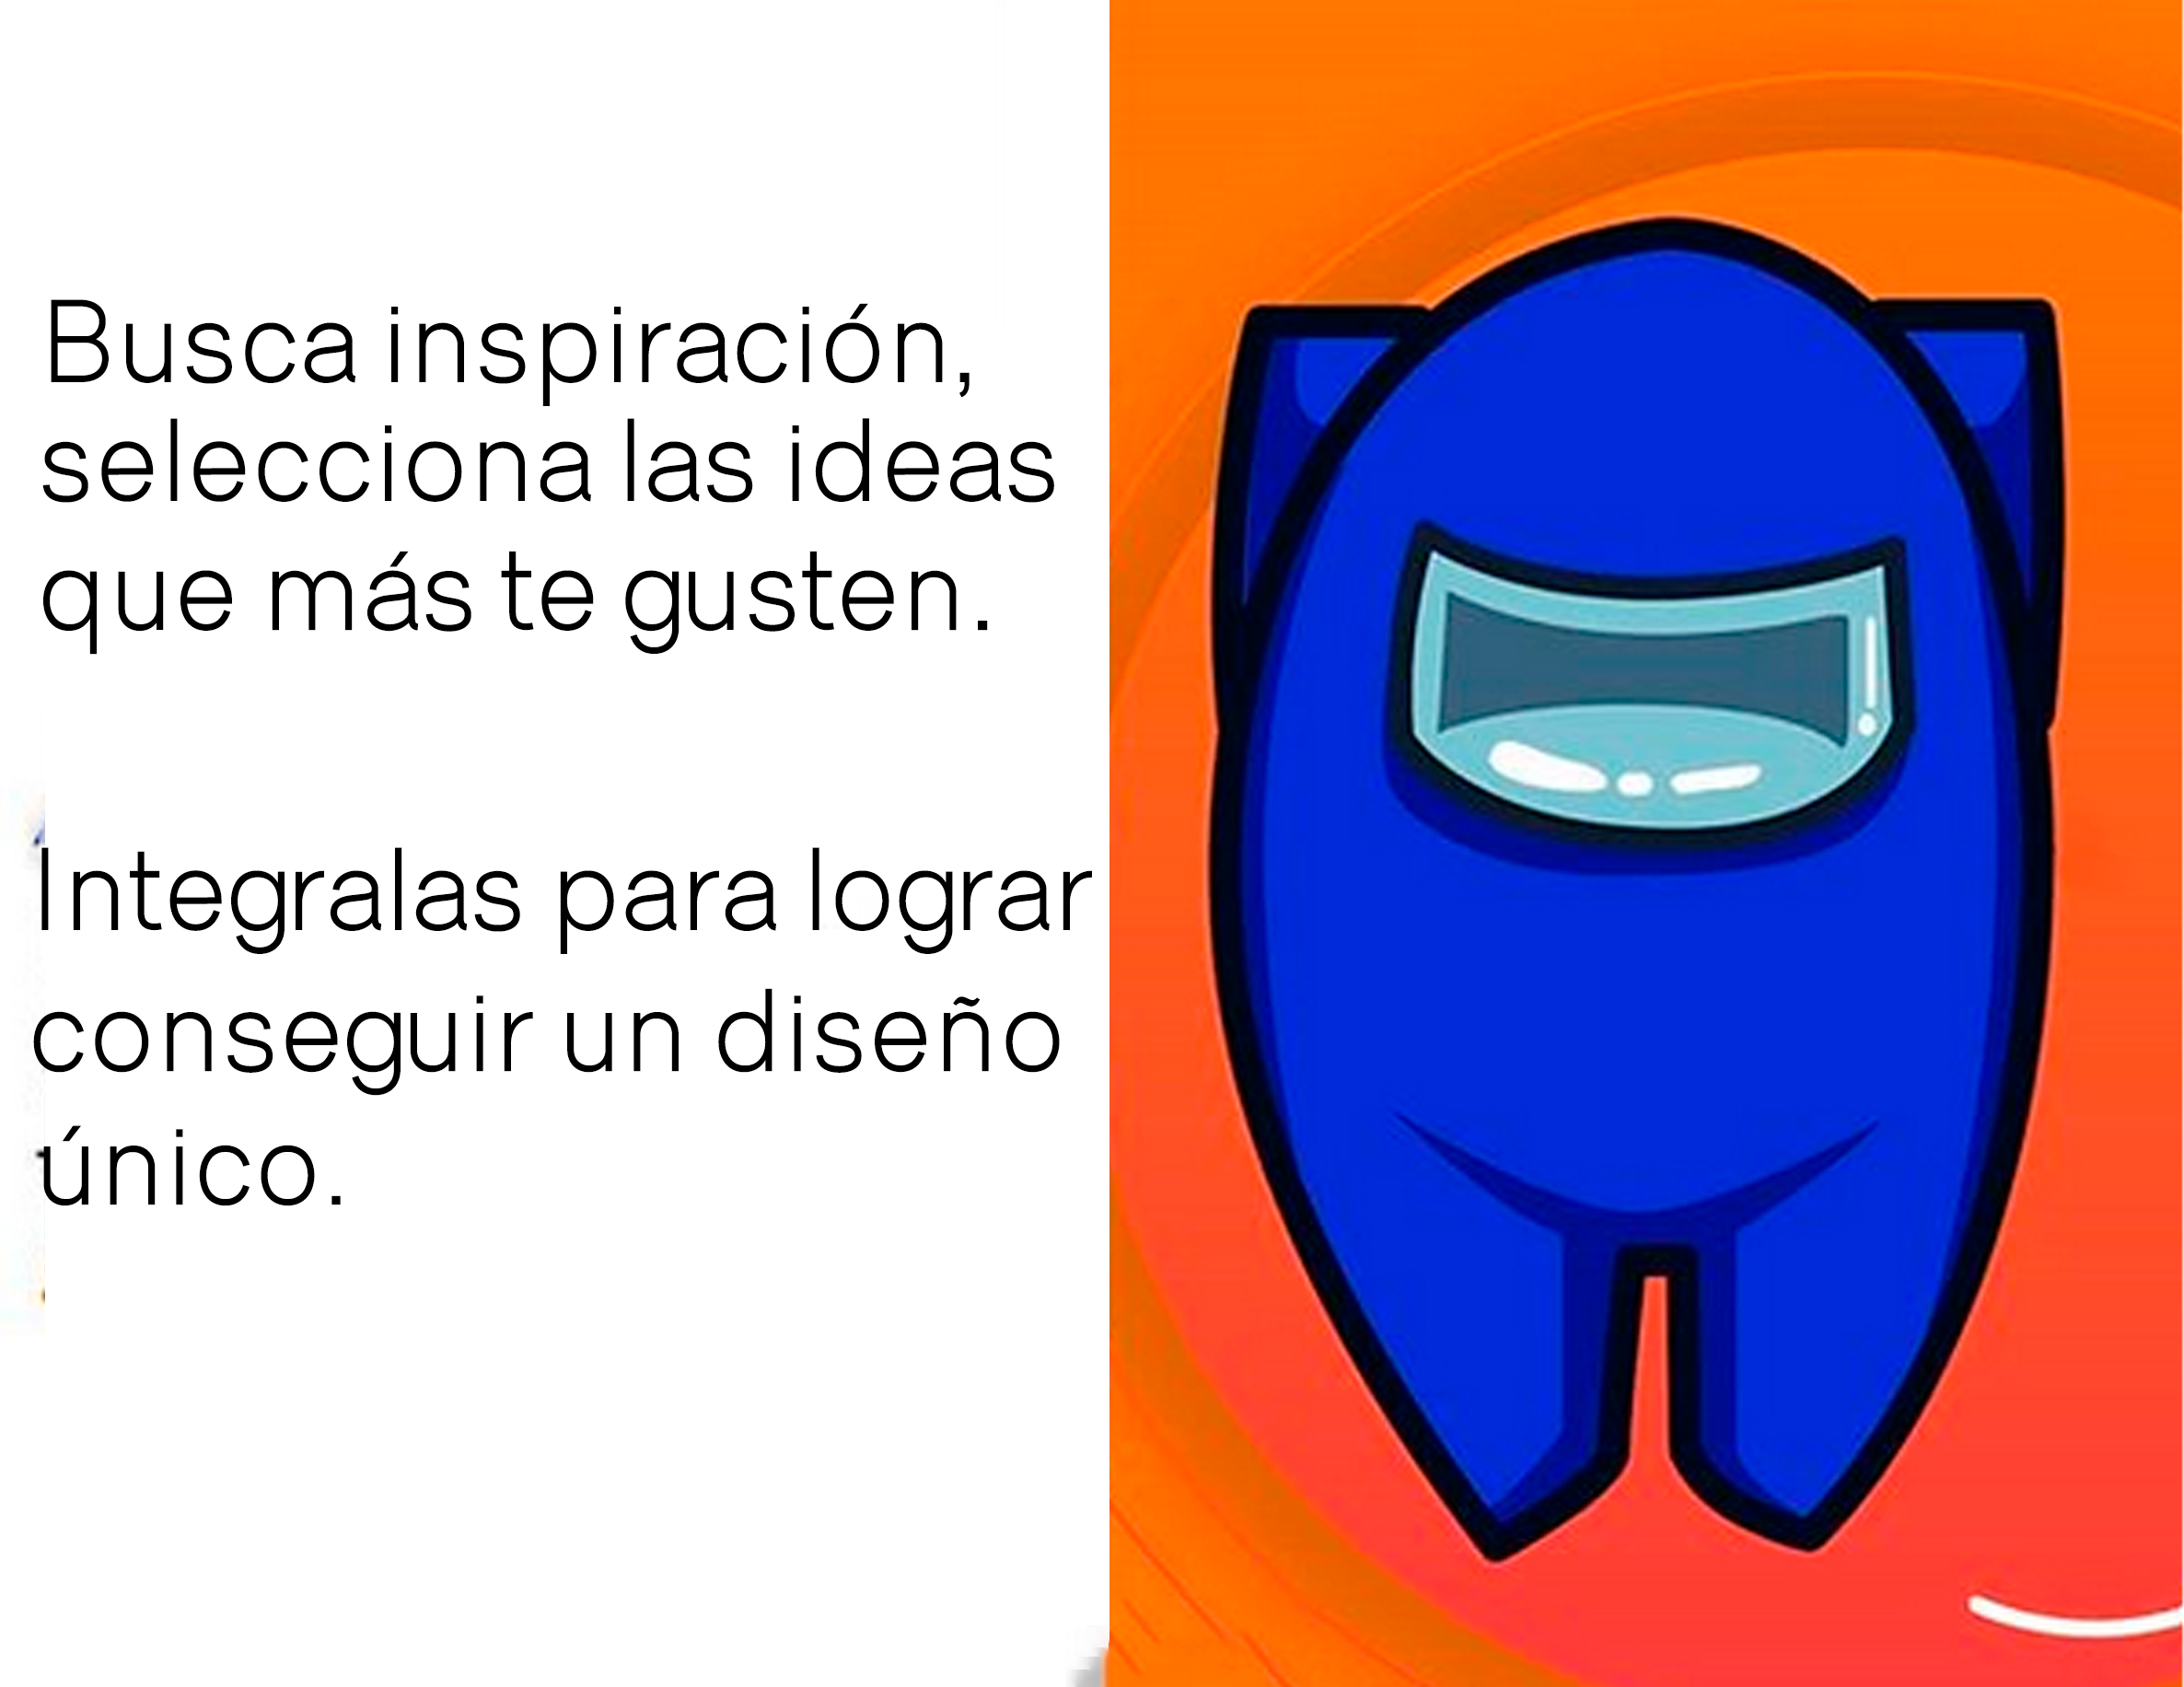 Busca inspiración,
selecciona las ideas
que más te gusten.
Integralas para lograr
conseguir un diseño
único.